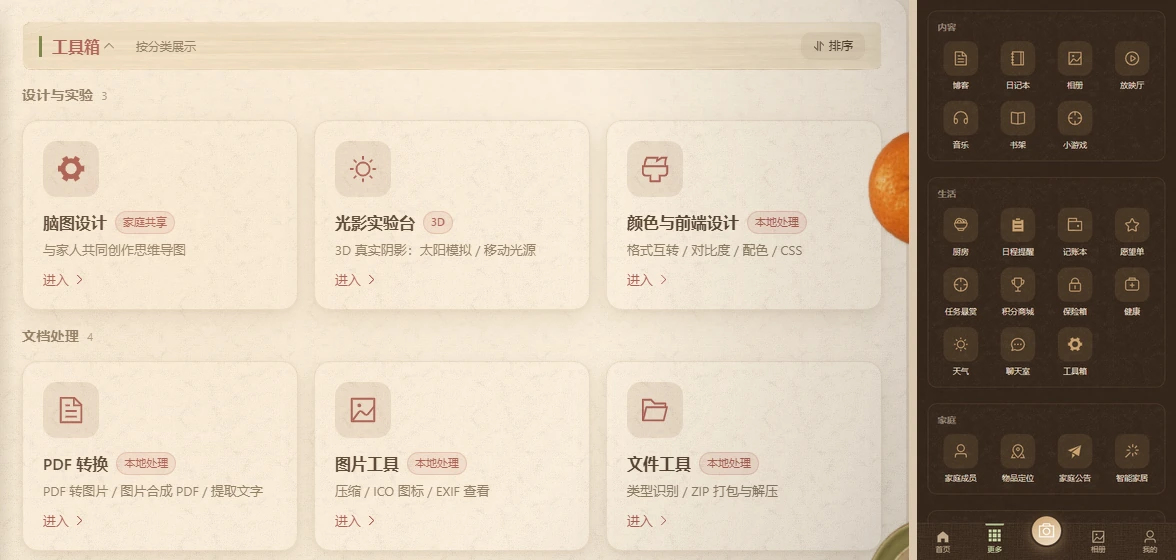 工具箱 按分类展示 排序
设计与实验 3
脑图设计 家庭共享
与家人共同创作思维导图
进入
光影实验台 3D
3D 真实阴影：太阳模拟 / 移动光源
进入
颜色与前端设计 本地处理
格式互转 / 对比度 / 配色 / CSS
进入
文档处理 4
PDF 转换 本地处理
PDF 转图片 / 图片合成 PDF / 提取文字
进入
图片工具 本地处理
压缩 / ICO 图标 / EXIF 查看
进入
文件工具 本地处理
类型识别 / ZIP 打包与解压
进入
内容
博客 日记本 相册 放映厅
音乐 书架 小游戏
生活
厨房 日程提醒 记账本 愿望单
任务悬赏 积分商城 保险箱 健康
天气 聊天室 工具箱
家庭
家庭成员 物品定位 家庭公告 智能家居
首页 更多 相册 我的